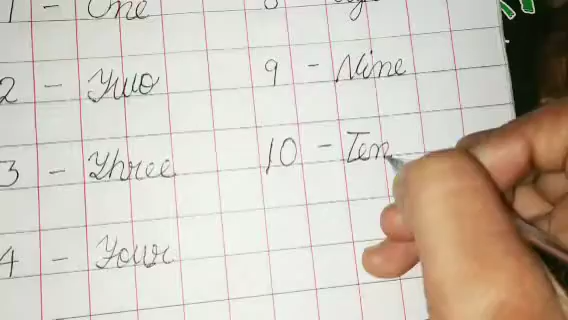 1 - One
2 - Two
3 - Three
4 - Four
9 - Nine
10 - Ten